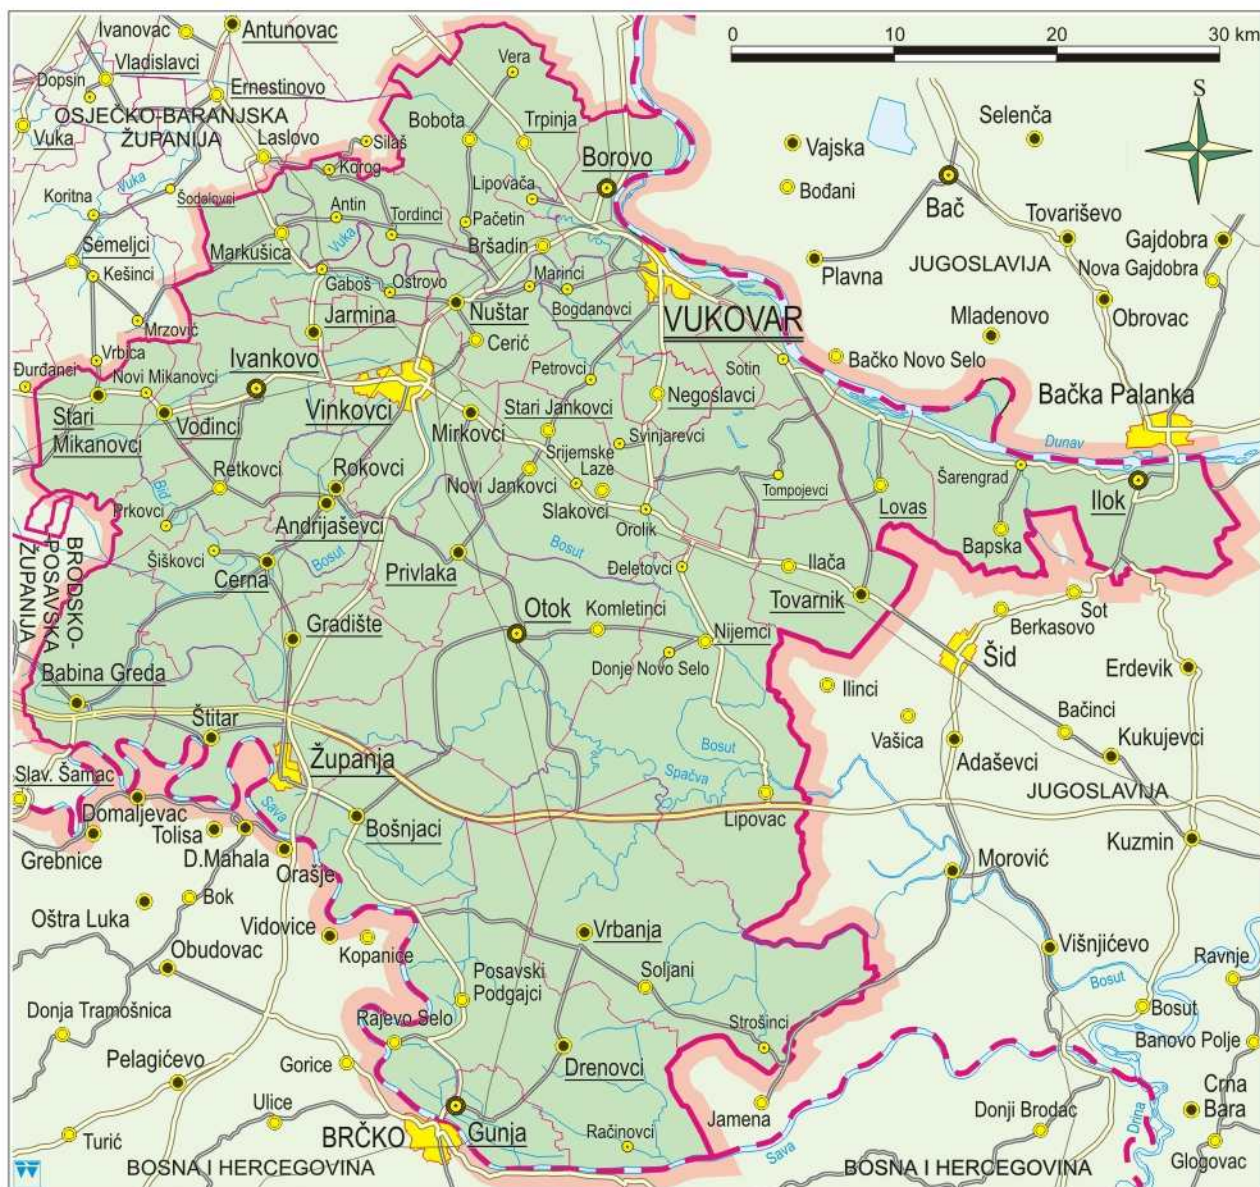 0 10 20 30 km
S
Ivanovac
Antunovac
Vladislavci
Vera
Dopsin
Ernestinovo
OSJEČKO-BARANJSKA
ŽUPANIJA
Selenča
Vuka
Bobota
Trpinja
Vajska
Laslovo
Silaš
Borovo
Korog
Vuka
Koritna
Šodolovci
Lipovača
Bođani
Bač
Antin
Tordinci
Pačetin
Tovariševo
Markušica
Vuka
Bršadin
Gajdobra
Semeljci
Plavna
JUGOSLAVIJA
Nova Gajdobra
Kešinci
Gaboš
Ostrovo
Marinci
Bogdanovci
Nuštar
VUKOVAR
Obrovac
Mrzović
Jarmina
Mladenovo
Cerić
Vrbica
Ivankovo
Bačko Novo Selo
Đurđanci
Novi Mikanovci
Petrovci
Sotin
Stari
Mikanovci
Vođinci
Vinkovci
Negoslavci
Bačka Palanka
Mirkovci
Stari Jankovci
Svinjarevci
Dunav
Srijemske
Laze
Retkovci
Rokovci
Novi Jankovci
Tompojevci
Šarengrad
Bid
Prkovci
Andrijaševci
Slakovci
Lovas
Ilok
Orolik
Bapska
BRODSKO-
POSAVSKA
ŽUPANIJA
Šiškovci
Bosut
Bosut
Cerna
Privlaka
Đeletovci
Ilača
Tovarnik
Sot
Otok
Komletinci
Berkasovo
Gradište
Nijemci
Šid
Donje Novo Selo
Erdevik
Babina Greda
Ilinci
Štitar
Bačinci
Vašica
Županja
Bosut
Adaševci
Kukujevci
Slav. Šamac
Spačva
JUGOSLAVIJA
Domaljevac
Sava
Lipovac
Tolisa
Bošnjaci
Grebnice
D.Mahala
Kuzmin
Orašje
Morović
Bok
Oštra Luka
Vidovice
Vrbanja
Kopanice
Obudovac
Višnjićevo
Ravnje
Posavski
Podgajci
Soljani
Bosut
Bosut
Donja Tramošnica
Rajevo Selo
Strošinci
Banovo Polje
Pelagićevo
Gorice
Drenovci
Crna
Bara
Ulice
Jamena
Donji Brodac
Drina
Turić
BRČKO
Gunja
Račinovci
Sava
Glogovac
BOSNA I HERCEGOVINA
BOSNA I HERCEGOVINA